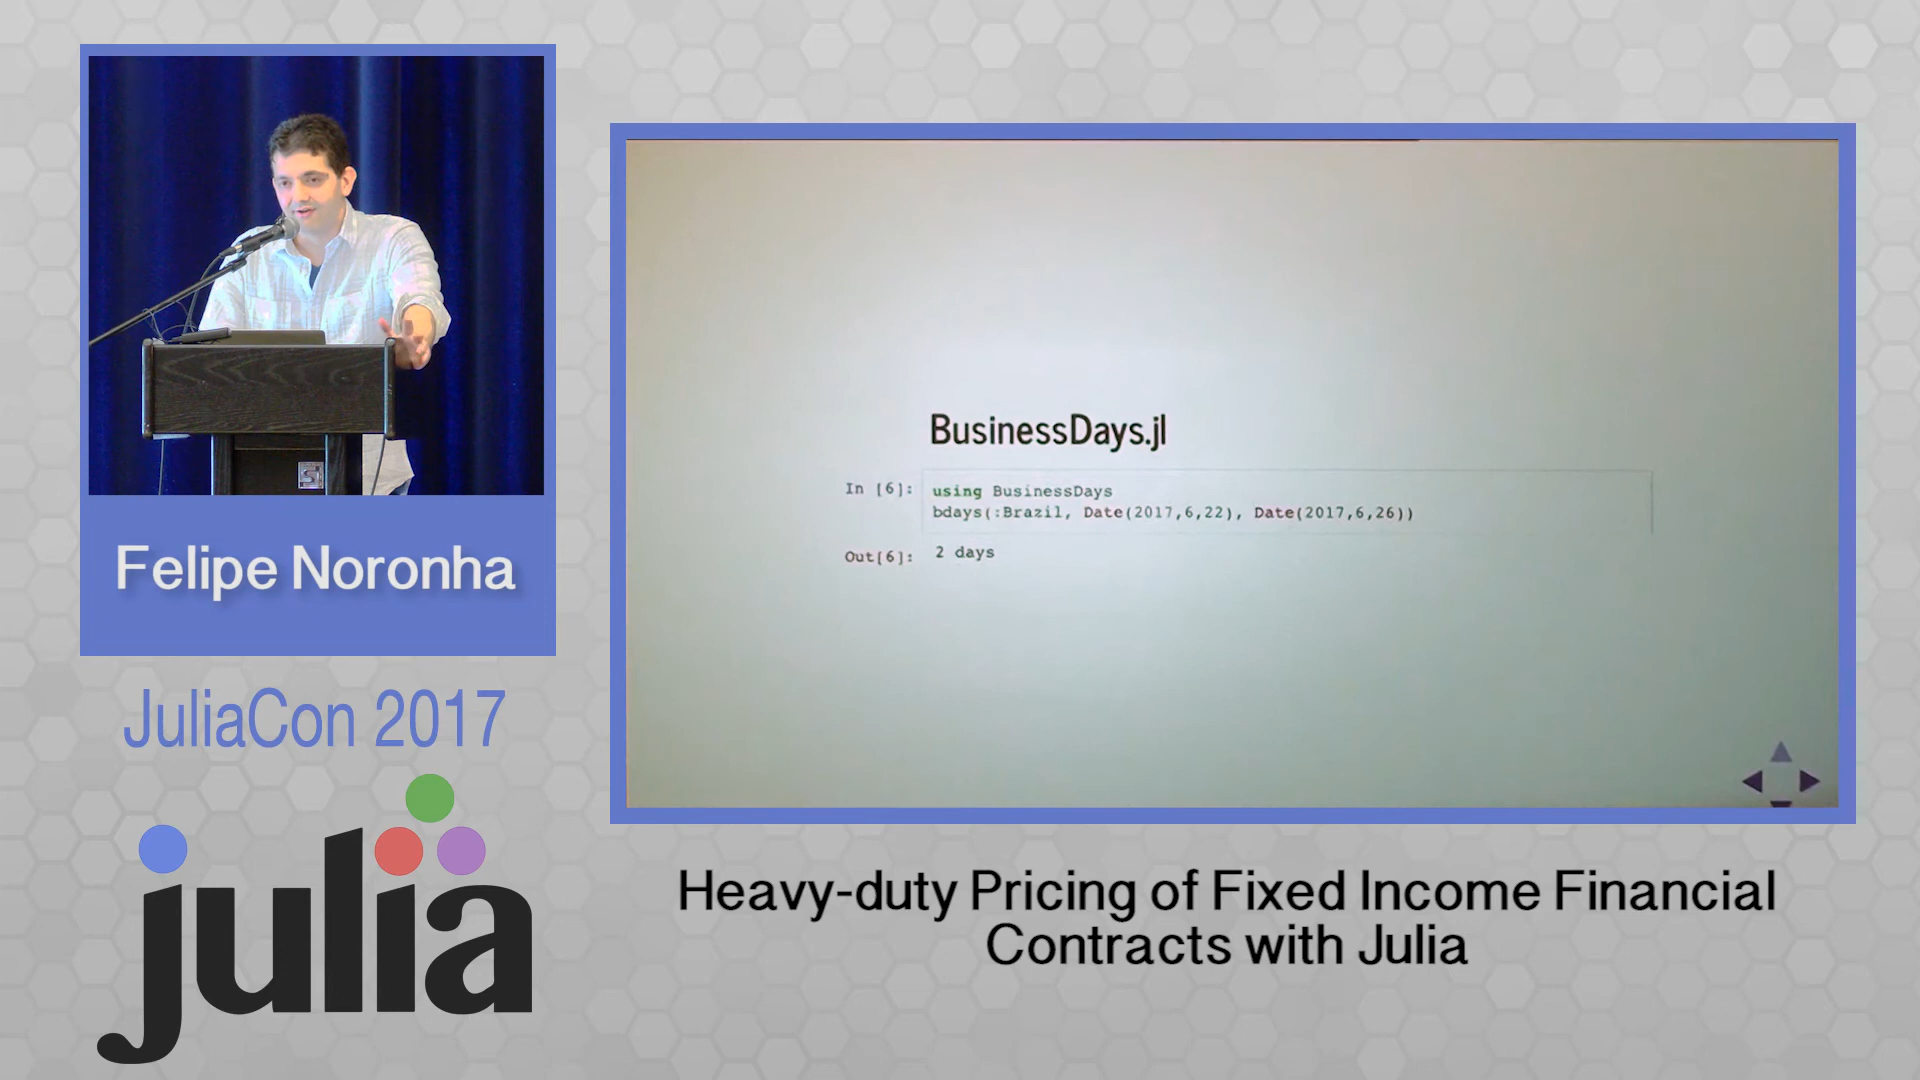 Felipe Noronha
JuliaCon 2017
julia
BusinessDays.jl
In [6]:
using BusinessDays
bdays(:Brazil, Date(2017,6,22), Date(2017,6,26))
Out[6]:
2 days
Heavy-duty Pricing of Fixed Income Financial
Contracts with Julia